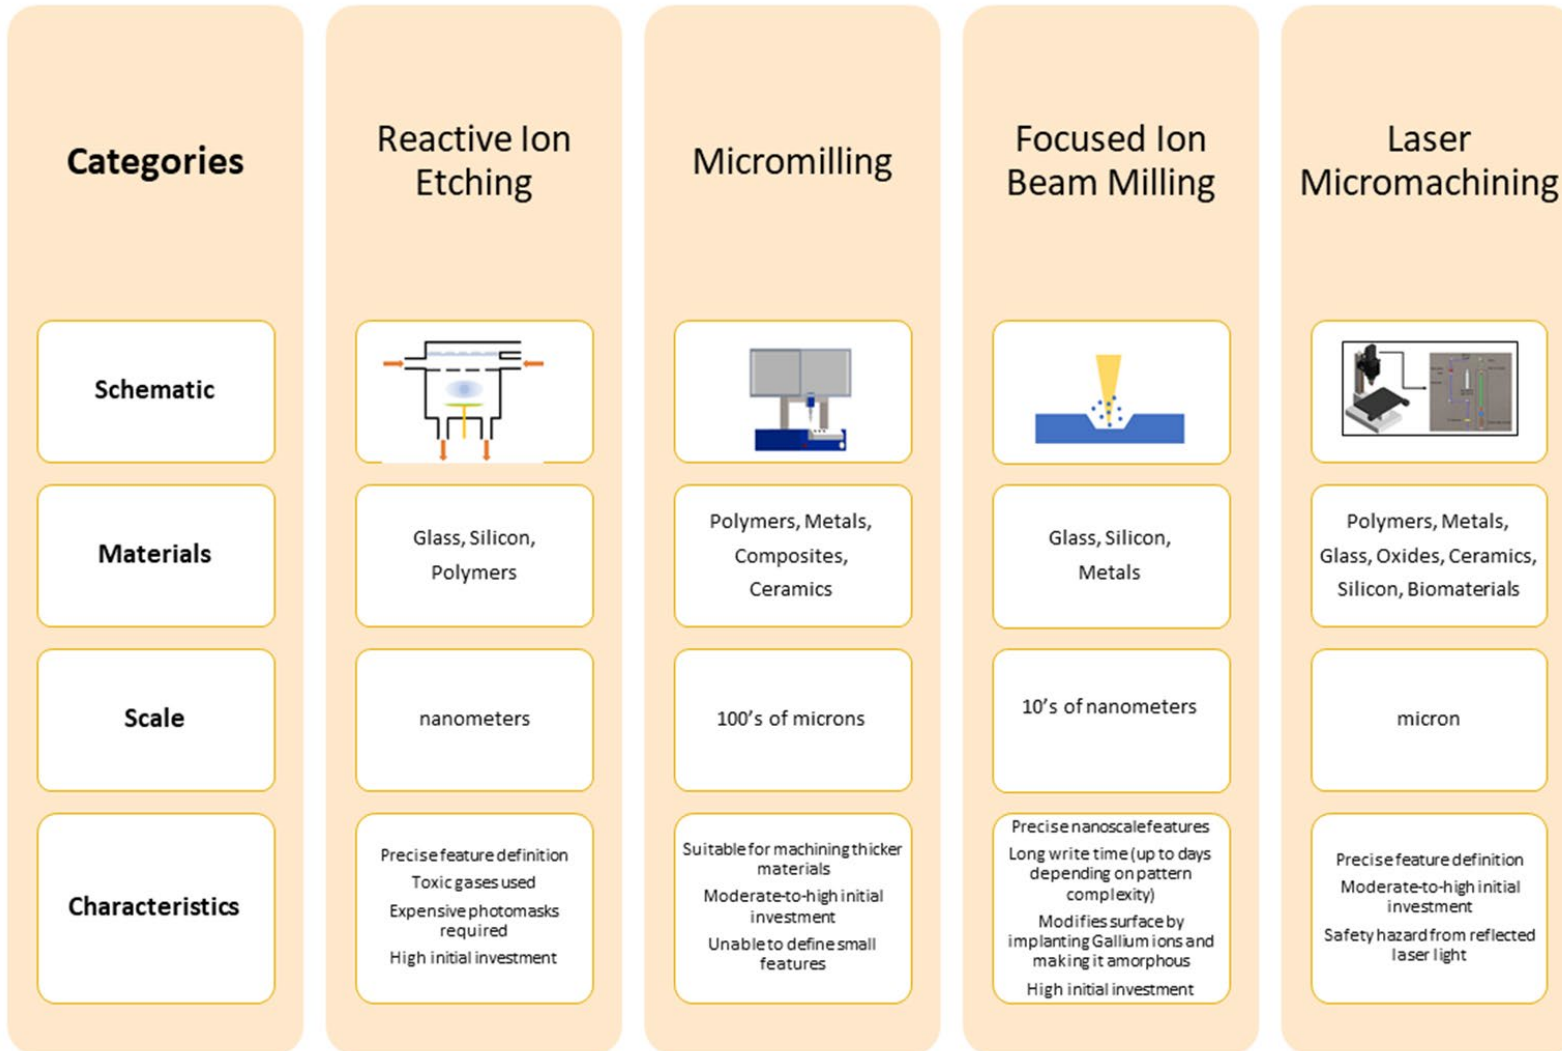 Categories
Reactive Ion
Etching
Micromilling
Focused Ion
Beam Milling
Laser
Micromachining
Schematic
Materials
Glass, Silicon,
Polymers
Polymers, Metals,
Composites,
Ceramics
Glass, Silicon,
Metals
Polymers, Metals,
Glass, Oxides, Ceramics,
Silicon, Biomaterials
Scale
nanometers
100's of microns
10's of nanometers
micron
Characteristics
Precise feature definition
Toxic gases used
Expensive photomasks
required
High initial investment
Suitable for machining thicker
materials
Moderate-to-high initial
investment
Unable to define small
features
Precise nanoscale features
Long write time (up to days
depending on pattern
complexity)
Modifies surface by
implanting Gallium ions and
making it amorphous
High initial investment
Precise feature definition
Moderate-to-high initial
investment
Safety hazard from reflected
laser light